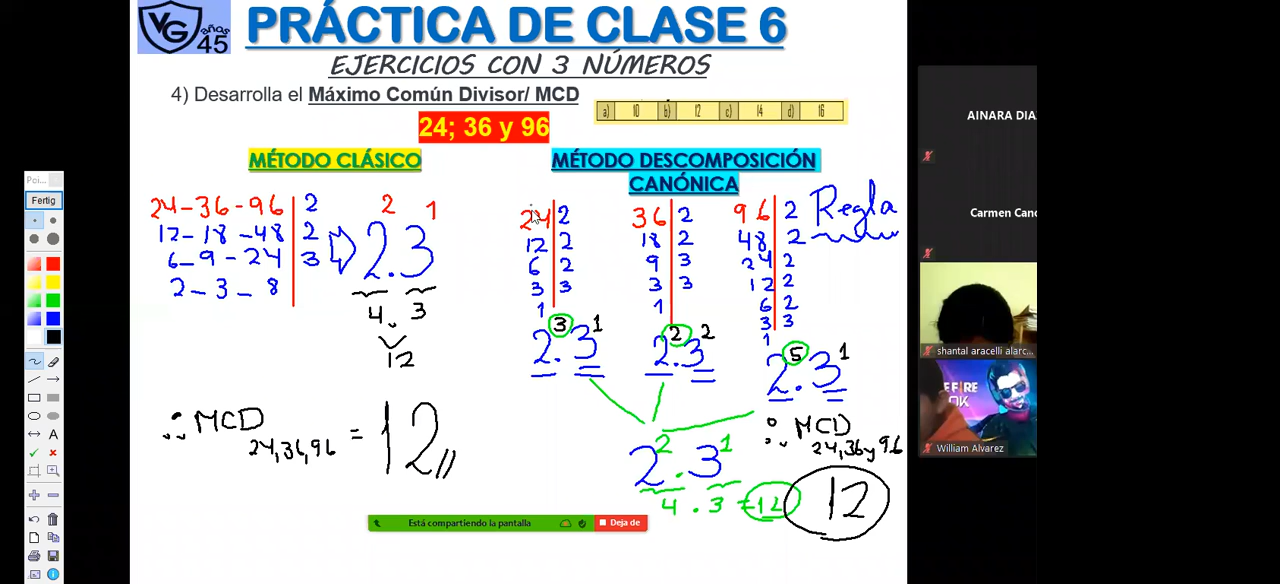 VG
años
45
PRÁCTICA DE CLASE 6
EJERCICIOS CON 3 NÚMEROS
4) Desarrolla el Máximo Común Divisor/ MCD
a) 10 b) 12 c) 14 d) 16
24; 36 y 96
MÉTODO CLÁSICO
24 - 36 - 96 | 2
12 - 18 - 48 | 2
6 - 9 - 24 | 3
2 - 3 - 8
2² . 3¹
4 . 3
12
∴ MCD
24, 36, 96 = 12
MÉTODO DESCOMPOSICIÓN
CANÓNICA
24 | 2
12 | 2
6 | 2
3 | 3
1
2³ . 3¹
36 | 2
18 | 2
9 | 3
3 | 3
1
2² . 3²
96 | 2
48 | 2
24 | 2
12 | 2
6 | 2
3 | 3
1
2⁵ . 3¹
Regla
2² . 3¹
4 . 3 = 12
∴ MCD
24, 36 y 96
12
Está compartiendo la pantalla
Deja de
Poi...
Fertig
A
AINARA DIA
Carmen Canc
shantal aracelli alarc...
FREE FIRE
OK
William Alvarez